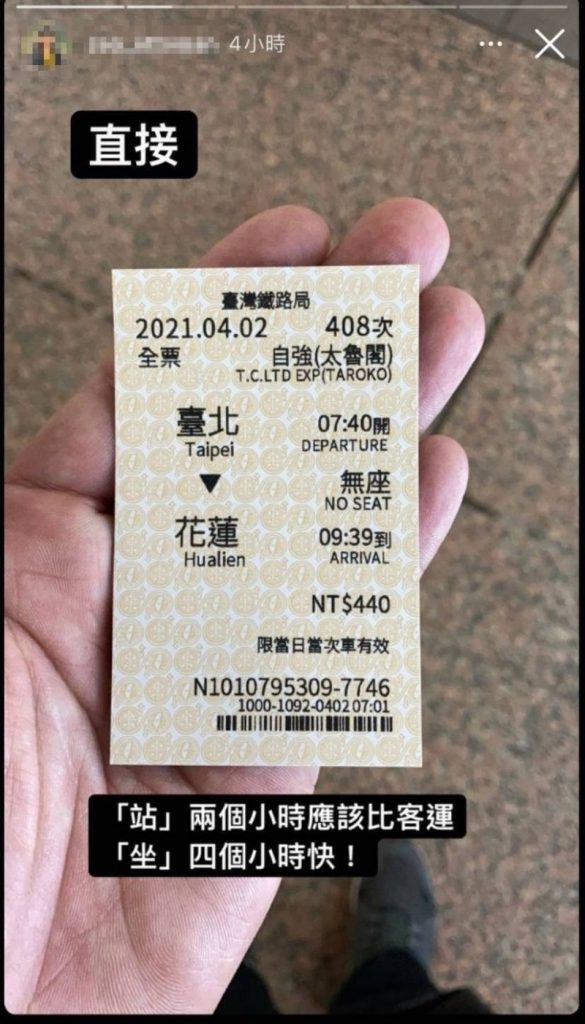 4小時
直接
臺灣鐵路局
2021.04.02 408次
全票 自強(太魯閣)
T.C.LTD EXP(TAROKO)
臺北 07:40開
Taipei DEPARTURE
無座
NO SEAT
花蓮 09:39到
Hualien ARRIVAL
NT$440
限當日當次車有效
N1010795309-7746
1000-1092-0402 07:01
「站」兩個小時應該比客運
「坐」四個小時快！